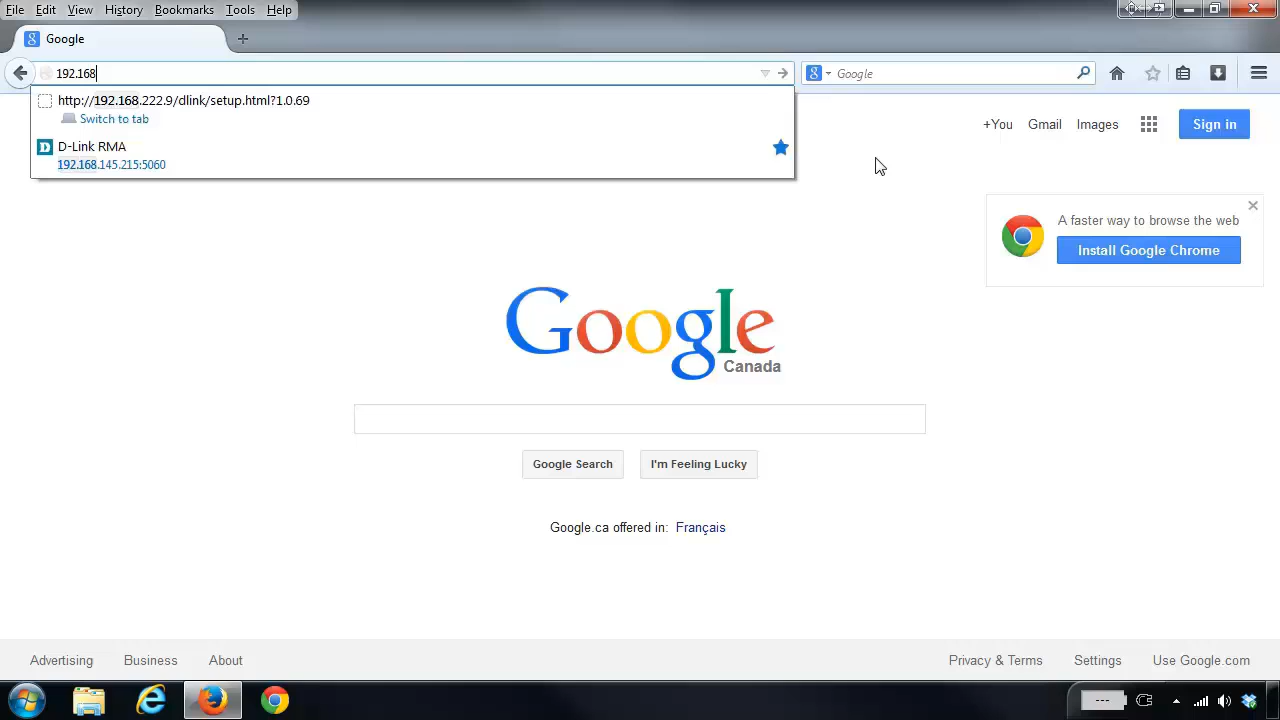 File Edit View History Bookmarks Tools Help
Google
192.168
Google
http://192.168.222.9/dlink/setup.html?1.0.69
Switch to tab
D-Link RMA
192.168.145.215:5060
+You Gmail Images Sign in
A faster way to browse the web
Install Google Chrome
Google
Canada
Google Search I'm Feeling Lucky
Google.ca offered in: Français
Advertising Business About Privacy & Terms Settings Use Google.com
---